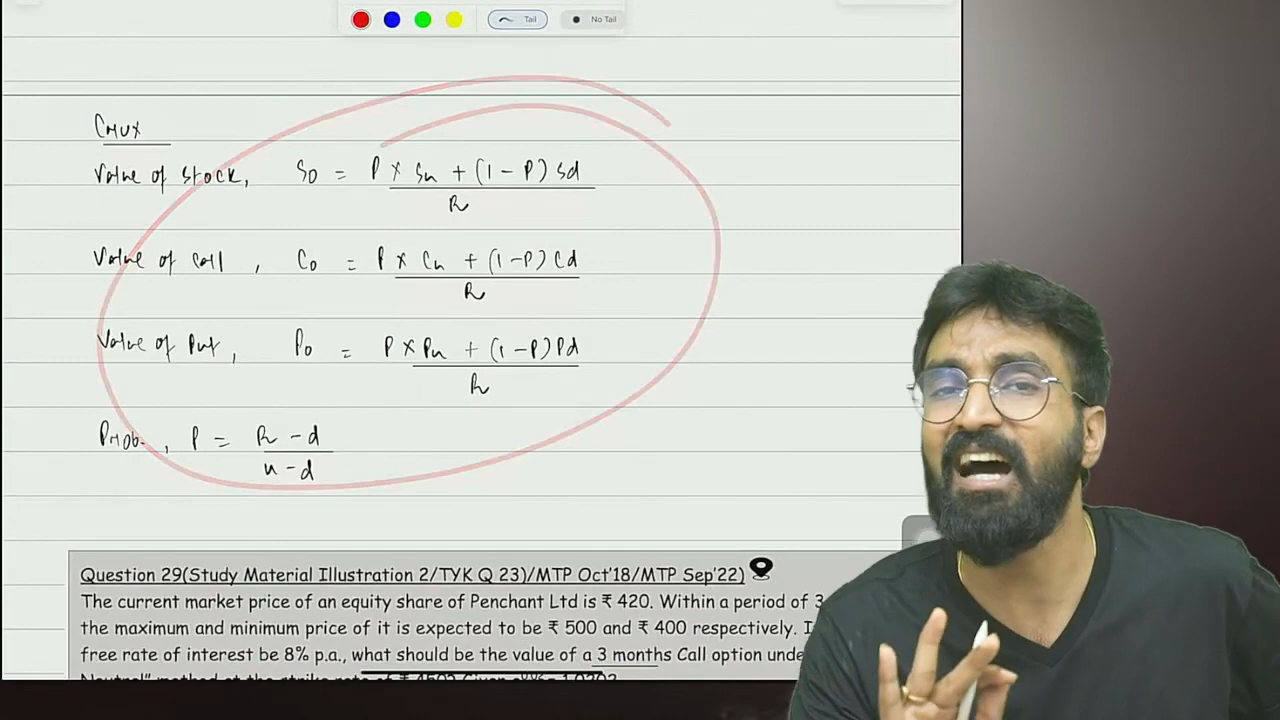 Tail
No Tail
Crux
Value of stock, S0 = P × Su + (1 - P) Sd
R
Value of Call, C0 = P × Cu + (1-P) Cd
R
Value of Put, P0 = P × Pu + (1-P) Pd
R
Prob., P = R - d
u - d
Question 29(Study Material Illustration 2/TYK Q 23)/MTP Oct'18/MTP Sep'22)
The current market price of an equity share of Penchant Ltd is ₹ 420. Within a period of 3
the maximum and minimum price of it is expected to be ₹ 500 and ₹ 400 respectively. I
free rate of interest be 8% p.a., what should be the value of a 3 months Call option unde